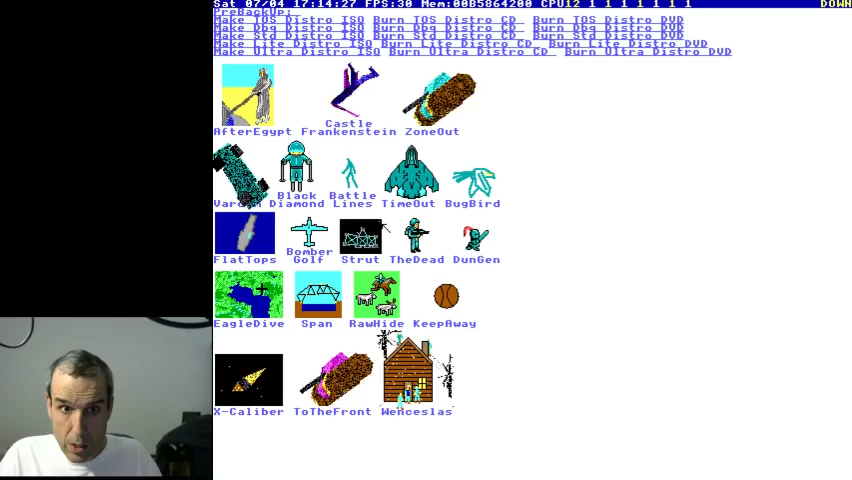 Sat 07/04 17:14:27 FPS:30 Mem:00B5864200 CPU12 1 1 1 1 1 1 1 DOWN
PreBackUp:
Make TOS Distro ISO Burn TOS Distro CD Burn TOS Distro DVD
Make Dbg Distro ISO Burn Dbg Distro CD Burn Dbg Distro DVD
Make Std Distro ISO Burn Std Distro CD Burn Std Distro DVD
Make Lite Distro ISO Burn Lite Distro CD Burn Lite Distro DVD
Make Ultra Distro ISO Burn Ultra Distro CD Burn Ultra Distro DVD
Castle
AfterEgypt Frankenstein ZoneOut
Black Battle
Diamond Lines TimeOut BugBird
Bomber
FlatTops Golf Strut TheDead DunGen
EagleDive Span RawHide KeepAway
X-Caliber ToTheFront Wenceslas